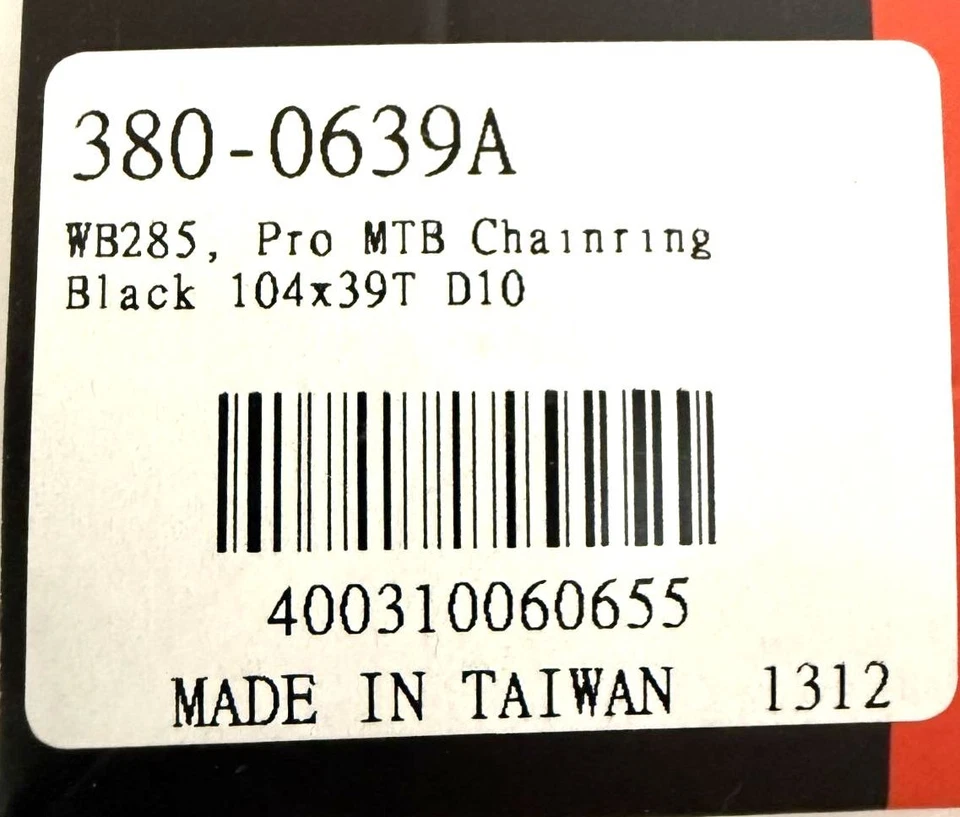 380-0639A
WB285, Pro MTB Chainring
Black 104x39T D10
400310060655
MADE IN TAIWAN 1312